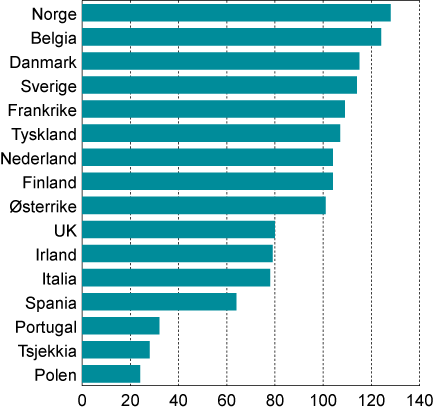 Norge
Belgia
Danmark
Sverige
Frankrike
Tyskland
Nederland
Finland
Østerrike
UK
Irland
Italia
Spania
Portugal
Tsjekkia
Polen
0 20 40 60 80 100 120 140